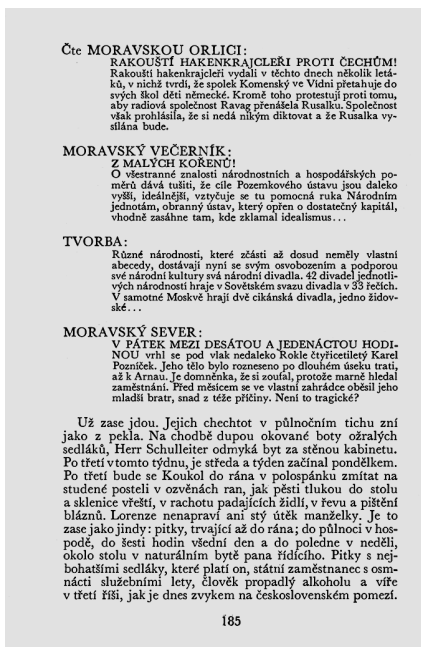 Čte MORAVSKOU ORLICI:
RAKOUŠTÍ HAKENKRAJCLEŘI PROTI ČECHŮM!
Rakouští hakenkrajcleři vydali v těchto dnech několik letá-
ků, v nichž tvrdí, že spolek Komenský ve Vídni přetahuje do
svých škol děti německé. Kromě toho protestují proti tomu,
aby radiová společnost Ravag přenášela Rusalku. Společnost
však prohlásila, že si nedá nikým diktovat a že Rusalka vy-
sílána bude.
MORAVSKÝ VEČERNÍK:
Z MALÝCH KOŘENŮ!
O všestranné znalosti národnostních a hospodářských po-
měrů dává tušiti, že cíle Pozemkového ústavu jsou daleko
vyšší, ideálnější, vztyčuje se tu pomocná ruka Národním
jednotám, obranný ústav, který opřen o dostatečný kapitál,
vhodně zasáhne tam, kde zklamal idealismus...
TVORBA:
Různé národnosti, které zčásti až dosud neměly vlastní
abecedy, dostávají nyní se svým osvobozením a podporou
své národní kultury svá národní divadla. 42 divadel jednotli-
vých národností hraje v Sovětském svazu divadla v 33 řečích.
V samotné Moskvě hrají dvě cikánská divadla, jedno židov-
ské...
MORAVSKÝ SEVER:
V PÁTEK MEZI DESÁTOU A JEDENÁCTOU HODI-
NOU vrhl se pod vlak nedaleko Rokle čtyřicetiletý Karel
Pozníček. Jeho tělo bylo rozneseno po dlouhém úseku trati,
až k Arnau. Je domněnka, že si zoufal, protože marně hledal
zaměstnání. Před měsícem se ve vlastní zahrádce oběsil jeho
mladší bratr, snad z téže příčiny. Není to tragické?
Už zase jdou. Jejich chechtot v půlnočním tichu zní
jako z pekla. Na chodbě dupou okované boty ožralých
sedláků, Herr Schulleiter odmyká byt za stěnou kabinetu.
Po třetí v tomto týdnu, je středa a týden začínal pondělkem.
Po třetí bude se Koukol do rána v polospánku zmítat na
studené posteli v ozvěnách ran, jak pěsti tlukou do stolu
a sklenice vřeští, v rachotu padajících židlí, v řevu a pištění
bláznů. Lorenze nenapraví ani stý útěk manželky. Je to
zase jako jindy: pitky, trvající až do rána; do půlnoci v hos-
podě, do šesti hodin všední den a do poledne v neděli,
okolo stolu v naturálním bytě pana řídícího. Pitky s nej-
bohatšími sedláky, které platí on, státní zaměstnanec s osm-
nácti služebními lety, člověk propadlý alkoholu a víře
v třetí říši, jak je dnes zvykem na československém pomezí.
185